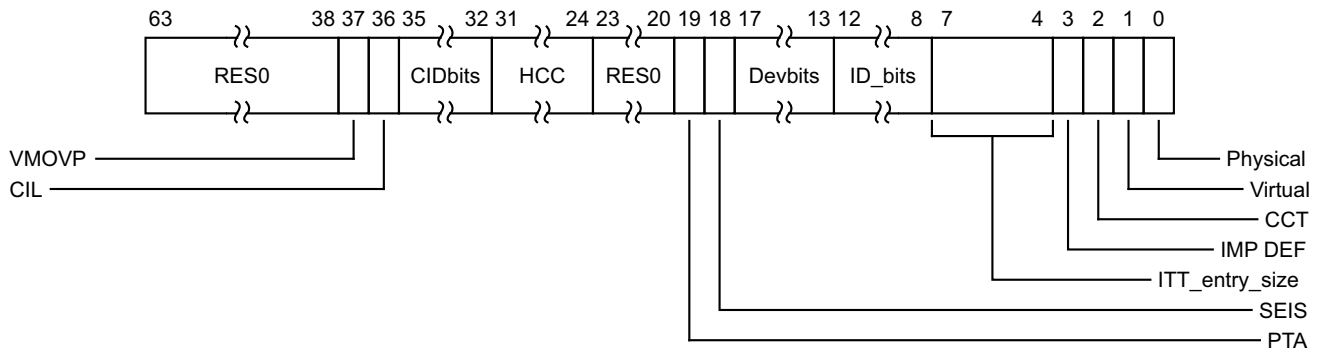 63 38 37 36 35 32 31 24 23 20 19 18 17 13 12 8 7 4 3 2 1 0
RES0 CIDbits HCC RES0 Devbits ID_bits
VMOVP Physical
CIL Virtual
CCT
IMP DEF
ITT_entry_size
SEIS
PTA